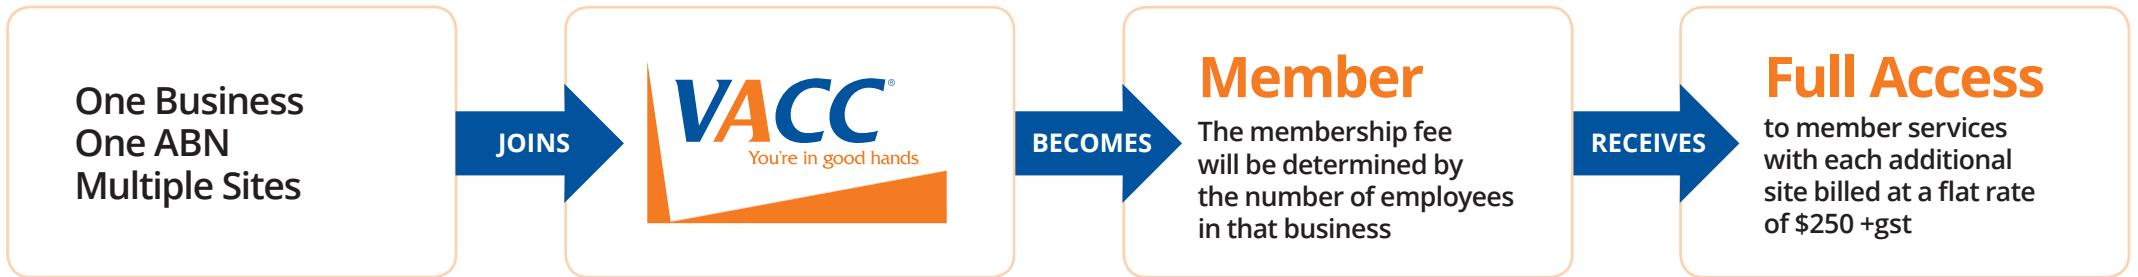 One Business
One ABN
Multiple Sites
JOINS
VACC®
You're in good hands
BECOMES
Member
The membership fee
will be determined by
the number of employees
in that business
RECEIVES
Full Access
to member services
with each additional
site billed at a flat rate
of $250 +gst